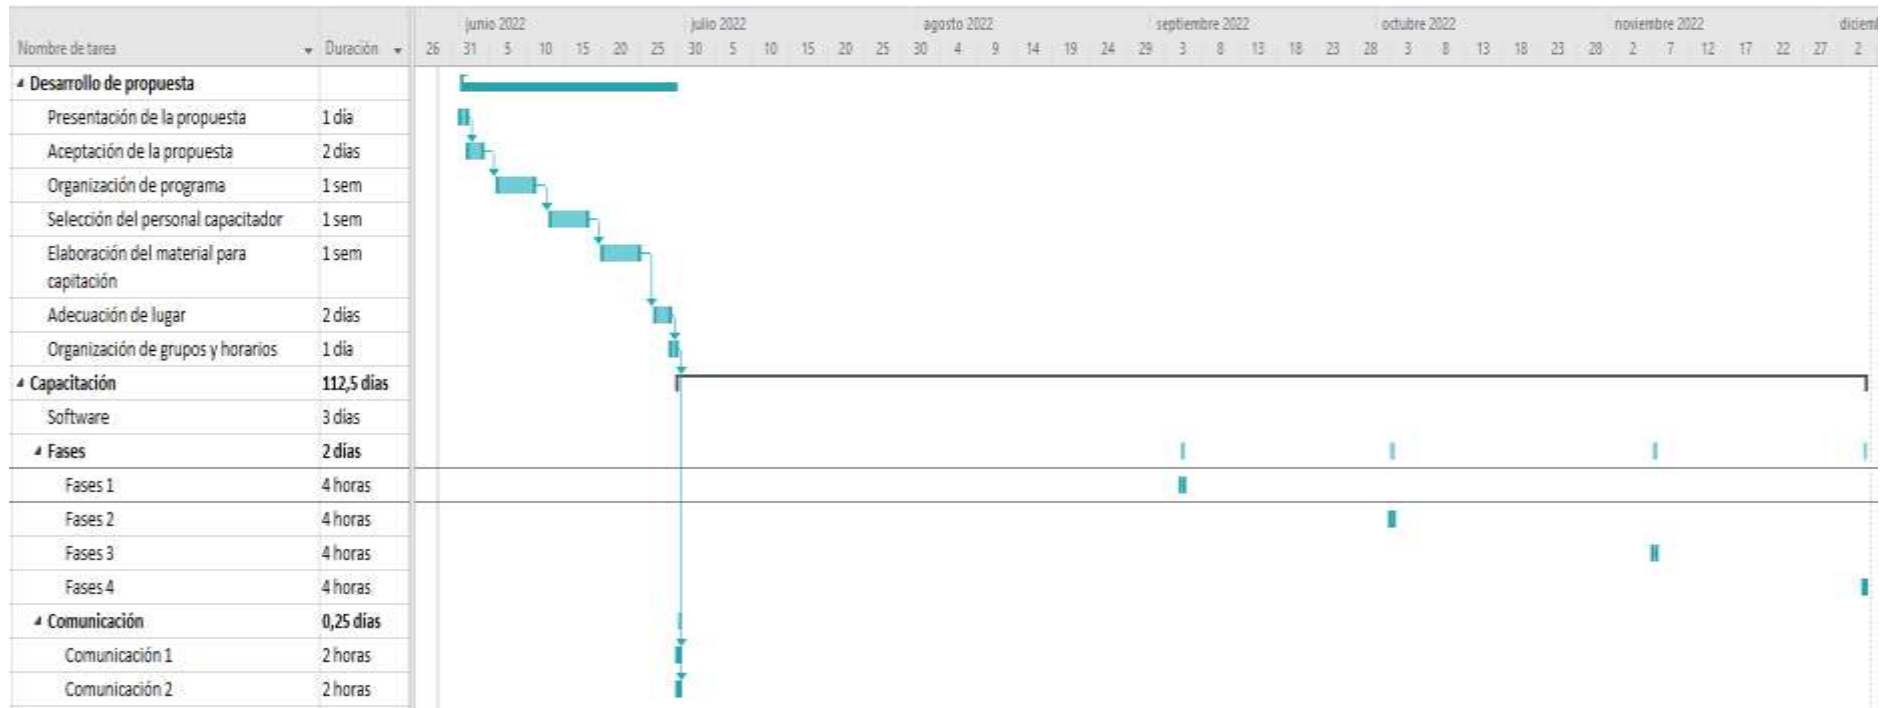 junio 2022 julio 2022 agosto 2022 septiembre 2022 octubre 2022 noviembre 2022 diciem
Nombre de tarea Duración 26 31 5 10 15 20 25 30 5 10 15 20 25 30 4 9 14 19 24 29 3 8 13 18 23 28 3 8 13 18 23 28 2 7 12 17 22 27 2
Desarrollo de propuesta
Presentación de la propuesta 1 día
Aceptación de la propuesta 2 días
Organización de programa 1 sem
Selección del personal capacitador 1 sem
Elaboración del material para 1 sem
capitación
Adecuación de lugar 2 días
Organización de grupos y horarios 1 día
Capacitación 112,5 días
Software 3 días
Fases 2 días
Fases 1 4 horas
Fases 2 4 horas
Fases 3 4 horas
Fases 4 4 horas
Comunicación 0,25 días
Comunicación 1 2 horas
Comunicación 2 2 horas